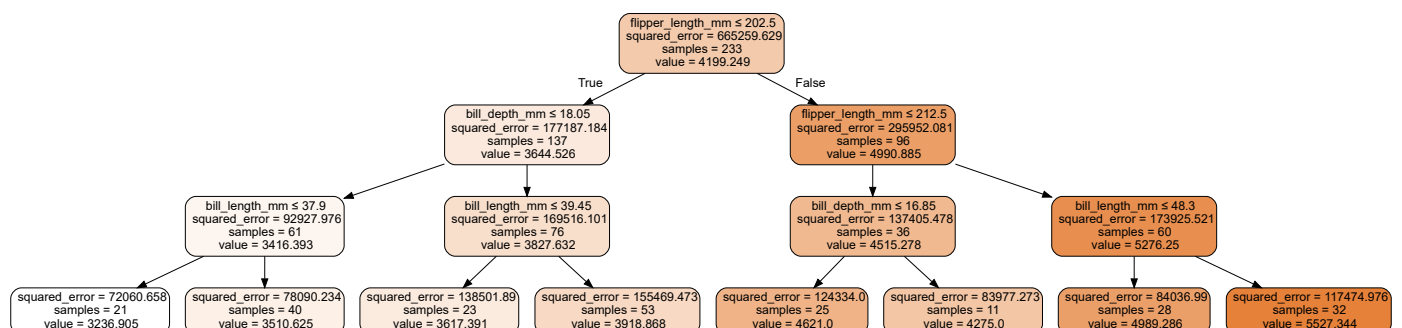 flipper_length_mm ≤ 202.5
squared_error = 665259.629
samples = 233
value = 4199.249
True
False
bill_depth_mm ≤ 18.05
squared_error = 177187.184
samples = 137
value = 3644.526
flipper_length_mm ≤ 212.5
squared_error = 295952.081
samples = 96
value = 4990.885
bill_length_mm ≤ 37.9
squared_error = 92927.976
samples = 61
value = 3416.393
bill_length_mm ≤ 39.45
squared_error = 169516.101
samples = 76
value = 3827.632
bill_depth_mm ≤ 16.85
squared_error = 137405.478
samples = 36
value = 4515.278
bill_length_mm ≤ 48.3
squared_error = 173925.521
samples = 60
value = 5276.25
squared_error = 72060.658
samples = 21
value = 3236.905
squared_error = 78090.234
samples = 40
value = 3510.625
squared_error = 138501.89
samples = 23
value = 3617.391
squared_error = 155469.473
samples = 53
value = 3918.868
squared_error = 124334.0
samples = 25
value = 4621.0
squared_error = 83977.273
samples = 11
value = 4275.0
squared_error = 84036.99
samples = 28
value = 4989.286
squared_error = 117474.976
samples = 32
value = 5527.344